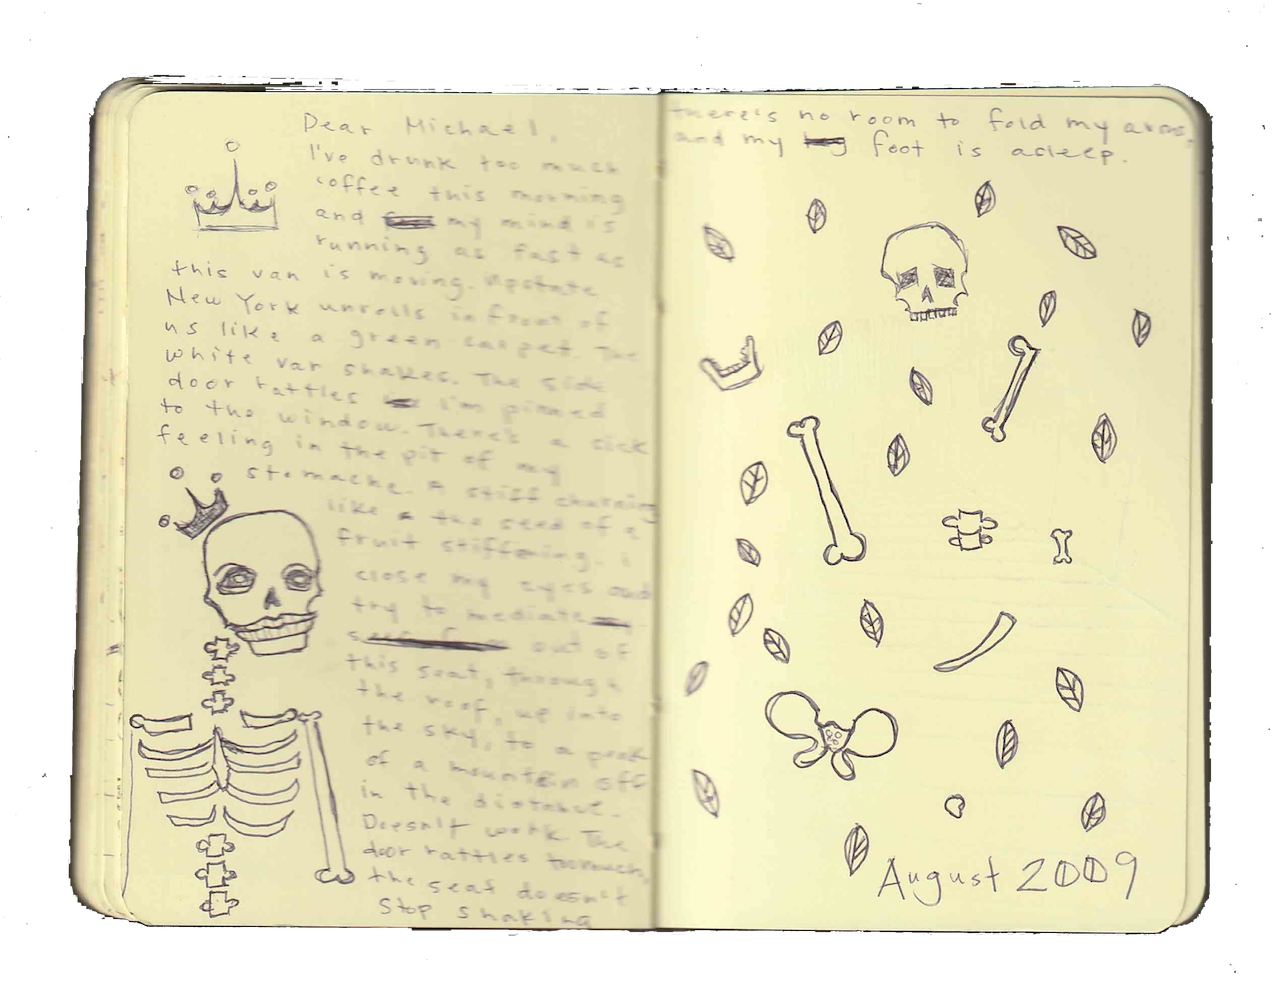 Dear Michael,
I've drunk too much
coffee this morning
and my mind is
running as fast as
this van is moving. Upstate
New York unrolls in front of
us like a green carpet. The
white van shakes. The side
door rattles I'm pinned
to the window. There's a sick
feeling in the pit of my
stomache. A stiff churning
like the seed of a
fruit stiffening. i
close my eyes and
try to mediate
out of
this seat, through
the roof, up into
the sky, to a peak
of a mountain off
in the distance.
Doesn't work. The
door rattles too much,
the seat doesn't
stop shaking
there's no room to fold my arms,
and my foot is asleep.
August 2009